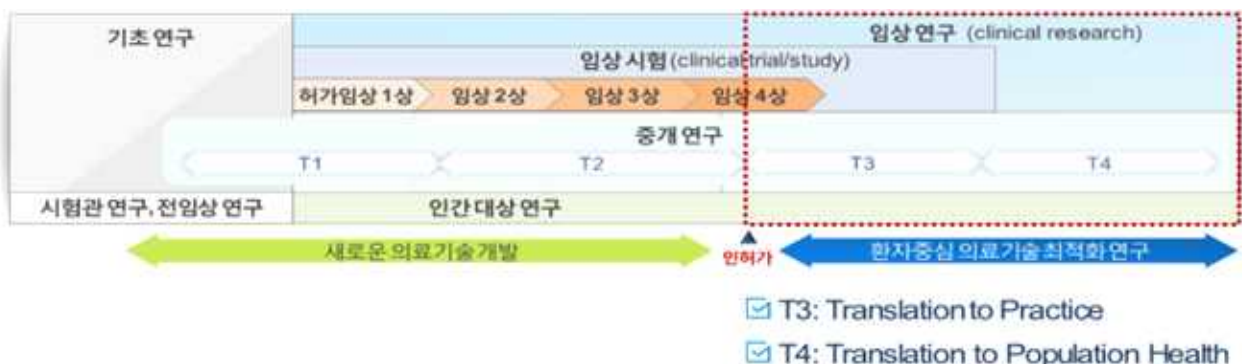 기초 연구
임상 연구 (clinical research)
임상 시험(clinical trial/study)
허가임상 1상 임상 2상 임상 3상 임상 4상
중개 연구
T1 T2 T3 T4
시험관 연구, 전임상 연구 인간 대상 연구
새로운 의료기술 개발 인허가 환자중심 의료기술 최적화 연구
T3: Translation to Practice
T4: Translation to Population Health